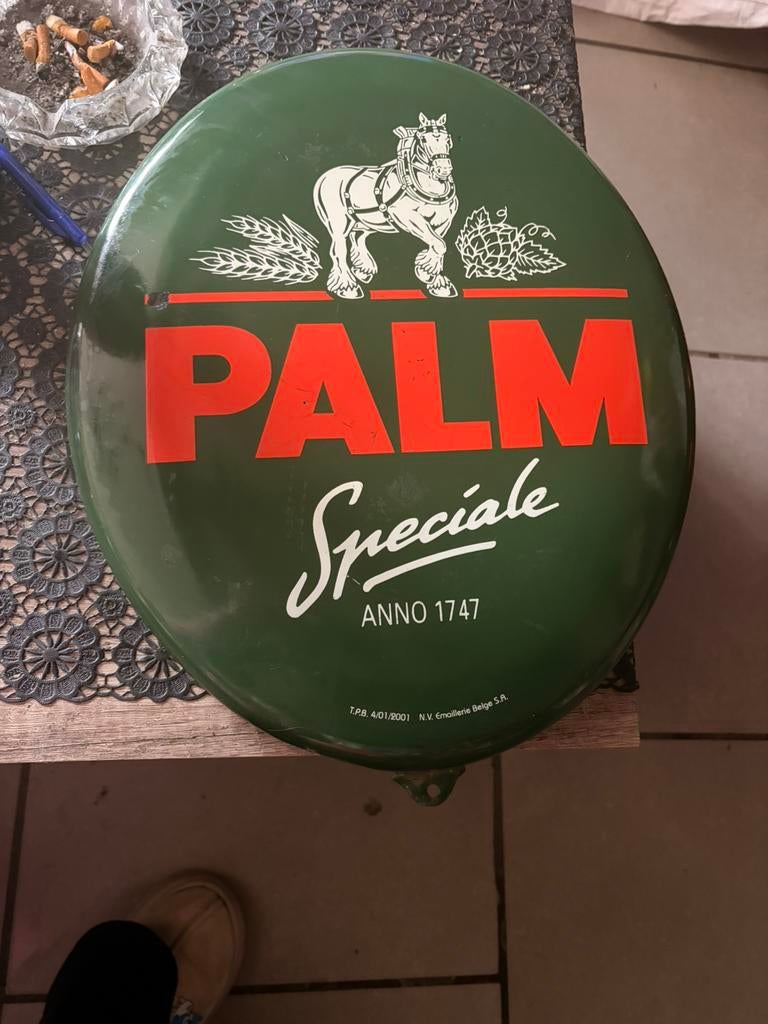 PALM
Speciale
ANNO 1747
T.P.B. 4/01/2001 N.V. Emaillerie Belge S.A.